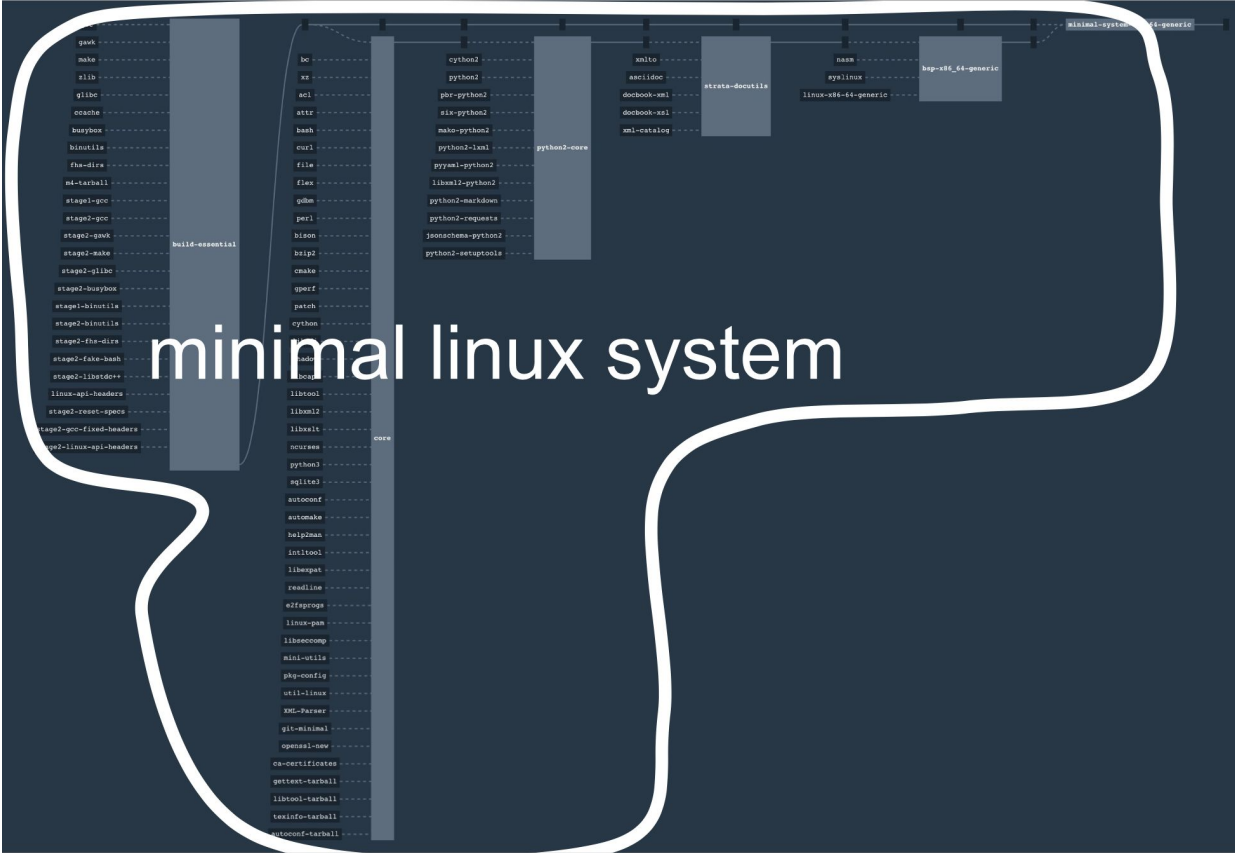 gawk
make
zlib
glibc
ccache
busybox
binutils
fhs-dirs
m4-tarball
stage1-gcc
stage2-gcc
stage2-gawk
stage2-make
stage2-glibc
stage2-busybox
stage1-binutils
stage2-binutils
stage2-fhs-dirs
stage2-fake-bash
stage2-libstdc++
linux-api-headers
stage2-reset-specs
stage2-gcc-fixed-headers
stage2-linux-api-headers
build-essential
bc
xz
acl
attr
bash
curl
file
flex
gdbm
perl
bison
bzip2
cmake
gperf
patch
cython
libtool
libxml2
libxslt
ncurses
python3
sqlite3
autoconf
automake
help2man
intltool
libexpat
readline
e2fsprogs
linux-pam
libseccomp
mini-utils
pkg-config
util-linux
XML-Parser
git-minimal
openssl-new
ca-certificates
gettext-tarball
libtool-tarball
texinfo-tarball
autoconf-tarball
core
cython2
python2
pbr-python2
six-python2
mako-python2
python2-lxml
pyyaml-python2
libxml2-python2
python2-markdown
python2-requests
jsonschema-python2
python2-setuptools
python2-core
xmlto
asciidoc
docbook-xml
docbook-xsl
xml-catalog
strata-docutils
nasm
syslinux
linux-x86-64-generic
bsp-x86_64-generic
minimal-system 64-generic
minimal linux system